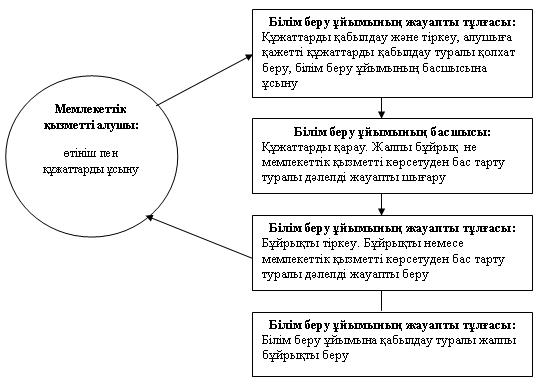 Мемлекеттік
қызметті алушы:
өтініш пен
құжаттарды ұсыну
Білім беру ұйымының жауапты тұлғасы:
Құжаттарды қабылдау және тіркеу, алушыға
қажетті құжаттарды қабылдау туралы қолхат
беру, білім беру ұйымының басшысына
ұсыну
Білім беру ұйымының басшысы:
Құжаттарды қарау. Жалпы бұйрық не
мемлекеттік қызметті көрсетуден бас тарту
туралы дәлелді жауапты шығару
Білім беру ұйымының жауапты тұлғасы:
Бұйрықты тіркеу. Бұйрықты немесе
мемлекеттік қызметті көрсетуден бас тарту
туралы дәлелді жауапты беру
Білім беру ұйымының жауапты тұлғасы:
Білім беру ұйымына қабылдау туралы жалпы
бұйрықты беру